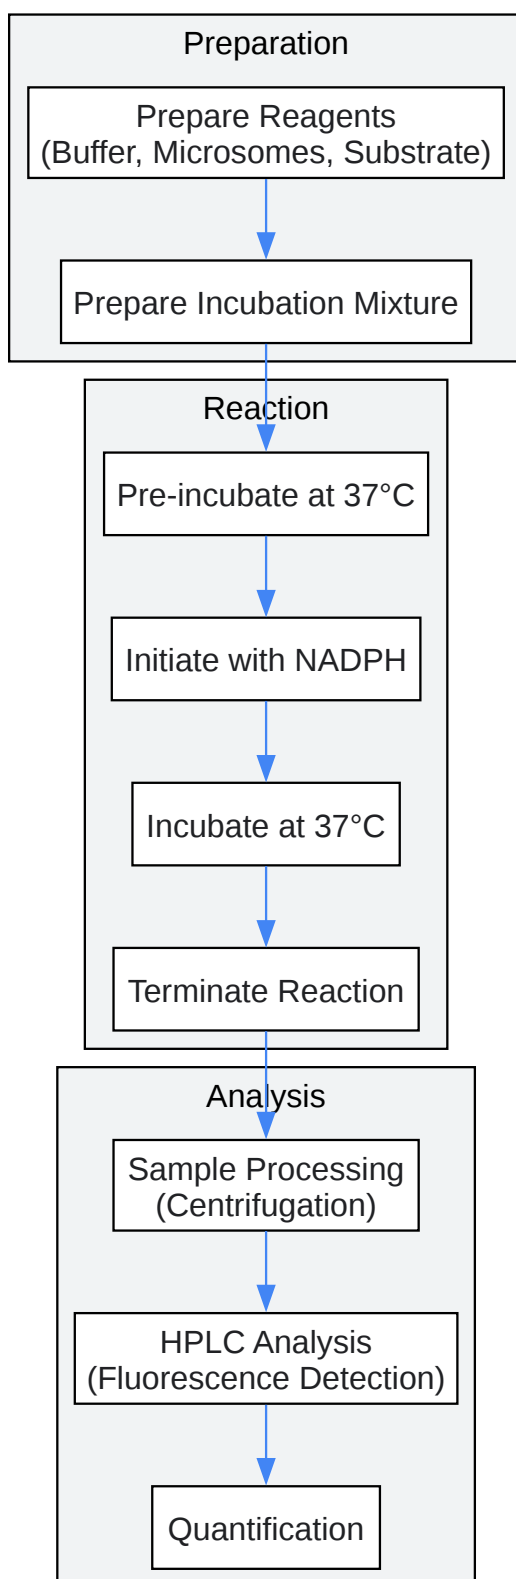 Preparation
Prepare Reagents
(Buffer, Microsomes, Substrate)
Prepare Incubation Mixture
Reaction
Pre-incubate at 37°C
Initiate with NADPH
Incubate at 37°C
Terminate Reaction
Analysis
Sample Processing
(Centrifugation)
HPLC Analysis
(Fluorescence Detection)
Quantification